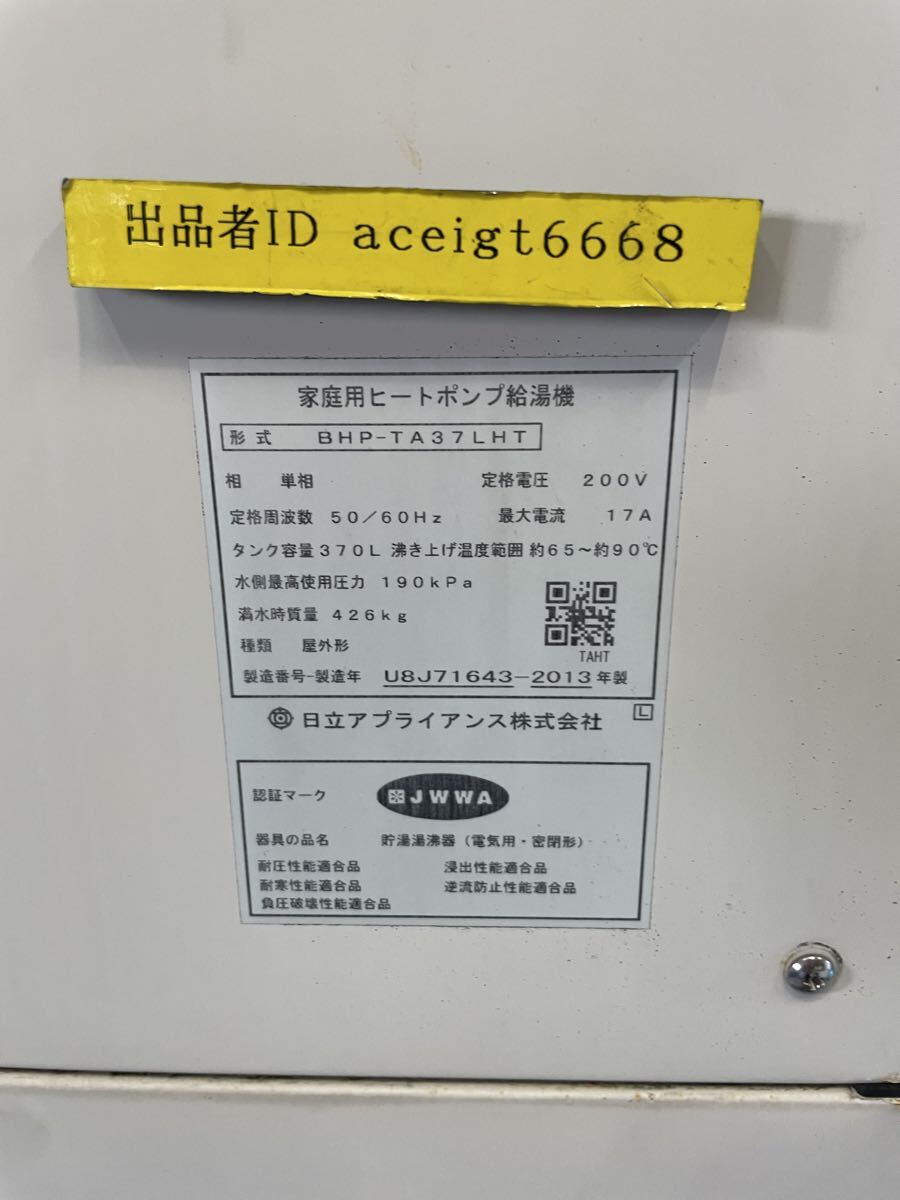 出品者ID aceigt6668
家庭用ヒートポンプ給湯機
形式 BHP-TA37LHT
相 単相 定格電圧 200V
定格周波数 50/60Hz 最大電流 17A
タンク容量 370L 沸き上げ温度範囲 約65～約90℃
水側最高使用圧力 190kPa
満水時質量 426kg
種類 屋外形
TAHT
製造番号-製造年 U8J71643-2013年製
日立アプライアンス株式会社 L
認証マーク JWWA
器具の品名 貯湯湯沸器（電気用・密閉形）
耐圧性能適合品 浸出性能適合品
耐寒性能適合品 逆流防止性能適合品
負圧破壊性能適合品